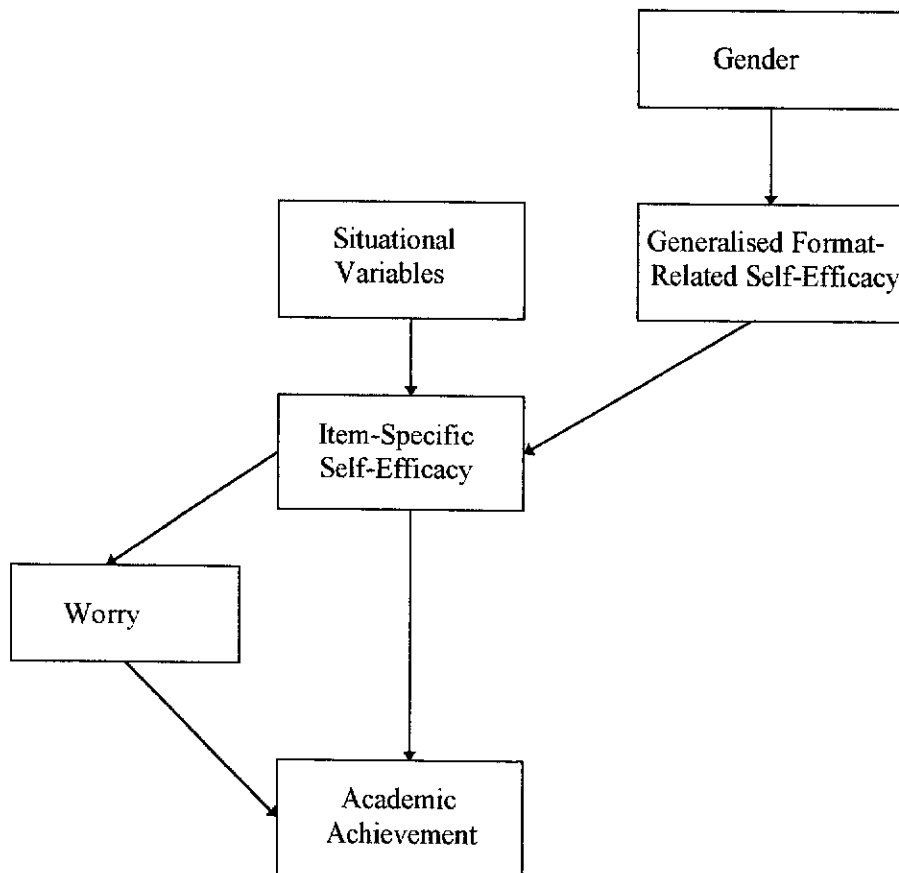 Gender
Situational
Variables
Generalised Format-
Related Self-Efficacy
Item-Specific
Self-Efficacy
Worry
Academic
Achievement